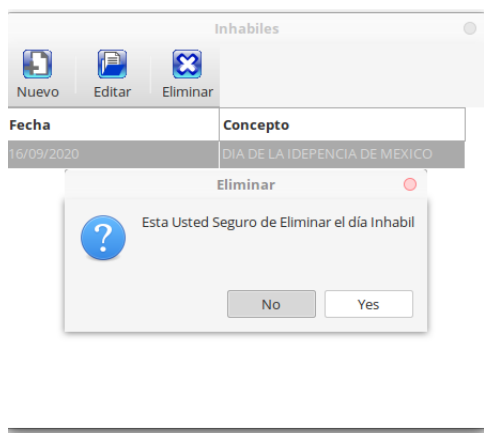 Inhabiles
Nuevo Editar Eliminar
Fecha Concepto
16/09/2020 DIA DE LA IDEPENCIA DE MEXICO
Eliminar
Esta Usted Seguro de Eliminar el día Inhabil
No Yes